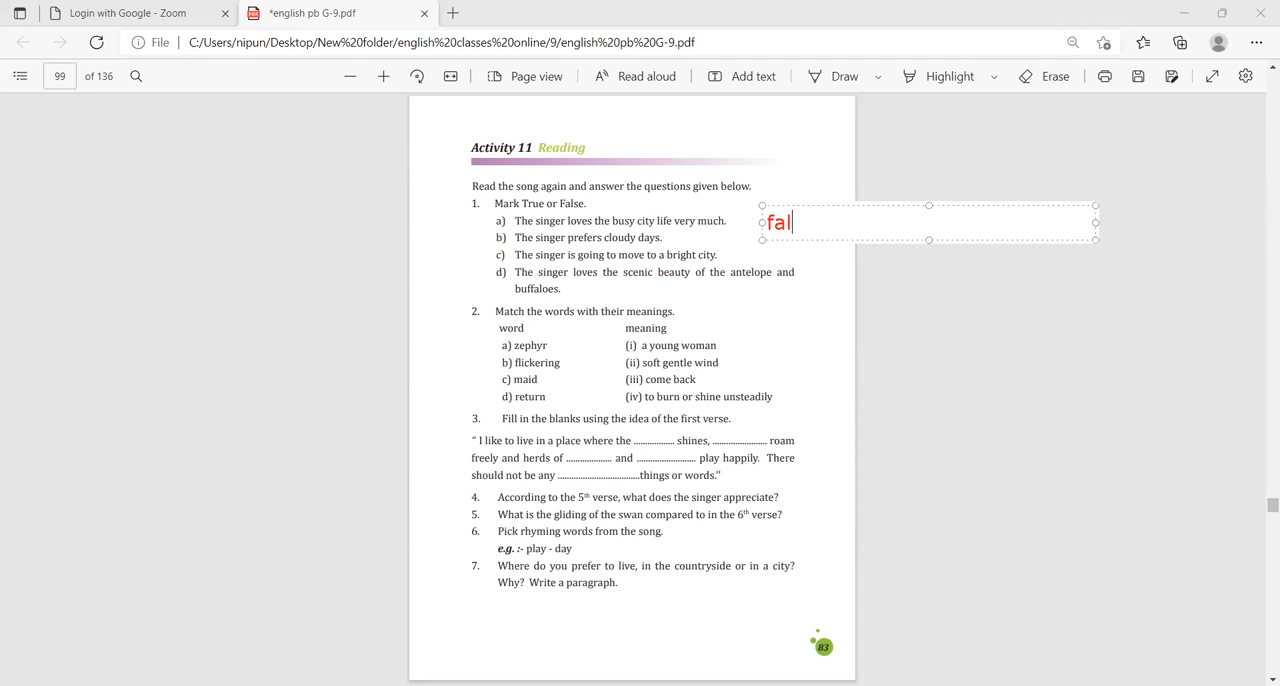 Login with Google - Zoom
*english pb G-9.pdf
File
C:/Users/nipun/Desktop/New%20folder/english%20classes%20online/9/english%20pb%20G-9.pdf
99 of 136
Page view
Read aloud
Add text
Draw
Highlight
Erase
Activity 11 Reading
Read the song again and answer the questions given below.
1. Mark True or False.
a) The singer loves the busy city life very much.
fal
b) The singer prefers cloudy days.
c) The singer is going to move to a bright city.
d) The singer loves the scenic beauty of the antelope and
buffaloes.
2. Match the words with their meanings.
word meaning
a) zephyr (i) a young woman
b) flickering (ii) soft gentle wind
c) maid (iii) come back
d) return (iv) to burn or shine unsteadily
3. Fill in the blanks using the idea of the first verse.
“ I like to live in a place where the .................. shines, ........................ roam
freely and herds of .................... and .......................... play happily. There
should not be any ....................................things or words.”
4. According to the 5th verse, what does the singer appreciate?
5. What is the gliding of the swan compared to in the 6th verse?
6. Pick rhyming words from the song.
e.g. :- play - day
7. Where do you prefer to live, in the countryside or in a city?
Why? Write a paragraph.
83